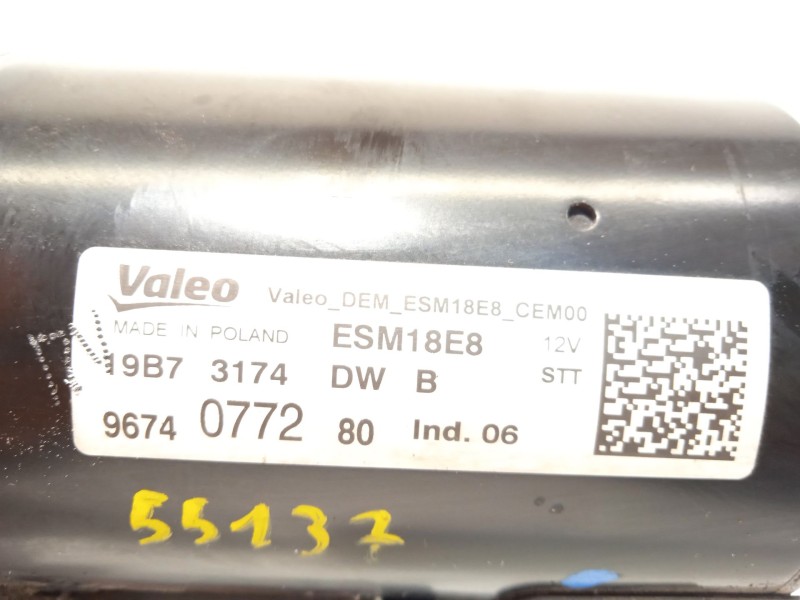 Valeo Valeo_DEM_ESM18E8_CEM00
MADE IN POLAND ESM18E8 12V
19B7 3174 DW B STT
9674 0772 80 Ind. 06
55137